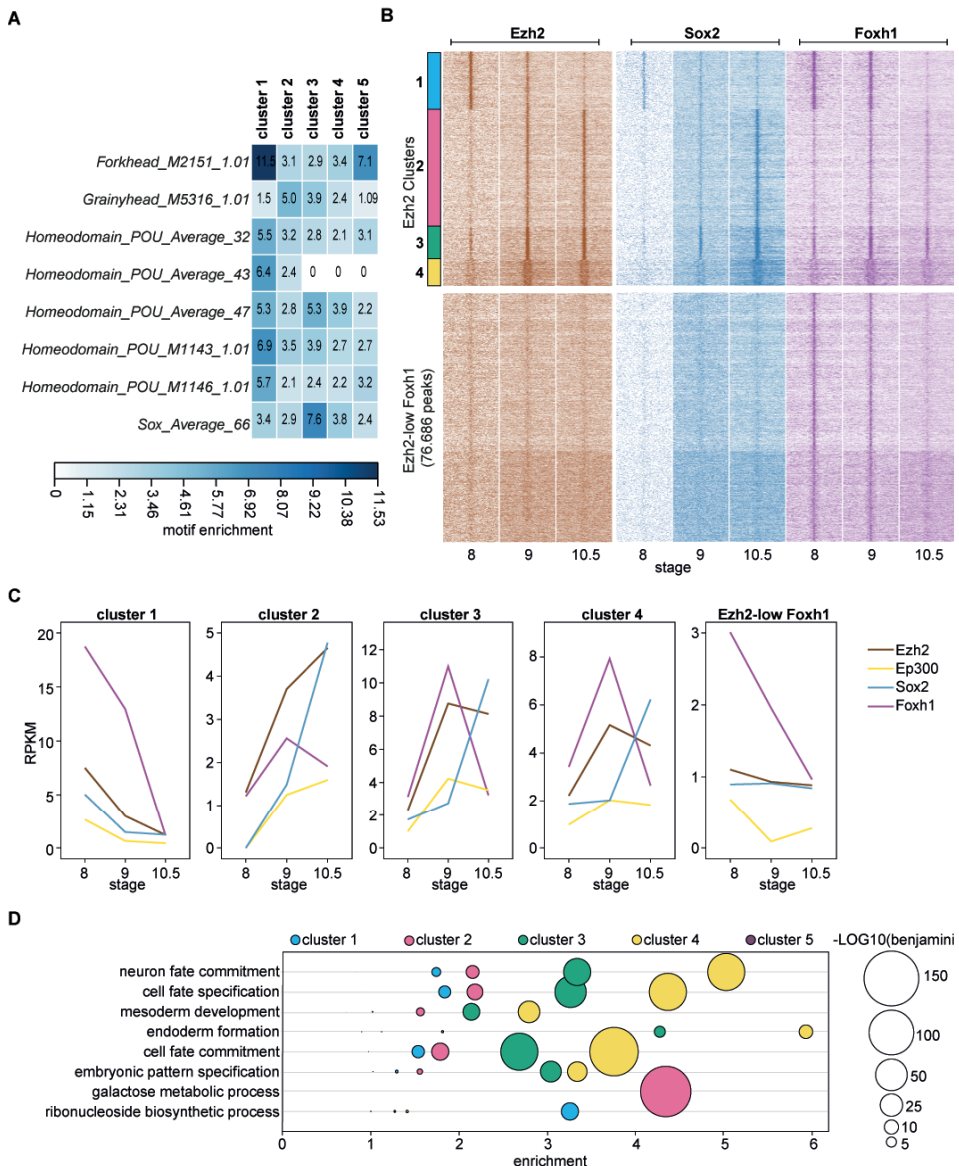 A
cluster 1
cluster 2
cluster 3
cluster 4
cluster 5
Forkhead_M2151_1.01 11.5 3.1 2.9 3.4 7.1
Grainyhead_M5316_1.01 1.5 5.0 3.9 2.4 1.09
Homeodomain_POU_Average_32 5.5 3.2 2.8 2.1 3.1
Homeodomain_POU_Average_43 6.4 2.4 0 0 0
Homeodomain_POU_Average_47 5.3 2.8 5.3 3.9 2.2
Homeodomain_POU_M1143_1.01 6.9 3.5 3.9 2.7 2.7
Homeodomain_POU_M1146_1.01 5.7 2.1 2.4 2.2 3.2
Sox_Average_66 3.4 2.9 7.6 3.8 2.4
0 1.15 2.31 3.46 4.61 5.77 6.92 8.07 9.22 10.38 11.53
motif enrichment
B
Ezh2 Sox2 Foxh1
1
2
3
4
Ezh2 Clusters
Ezh2-low Foxh1
(76.686 peaks)
8 9 10.5 8 9 10.5 8 9 10.5
stage
C
cluster 1 cluster 2 cluster 3 cluster 4 Ezh2-low Foxh1
RPKM
20
15
10
5
0
8 9 10.5
stage
5
4
3
2
1
0
8 9 10.5
stage
12
10
8
6
4
2
0
8 9 10.5
stage
8
6
4
2
0
8 9 10.5
stage
3
2
1
0
8 9 10.5
stage
Ezh2
Ep300
Sox2
Foxh1
D
cluster 1 cluster 2 cluster 3 cluster 4 cluster 5 -LOG10(benjamini
neuron fate commitment
cell fate specification
mesoderm development
endoderm formation
cell fate commitment
embryonic pattern specification
galactose metabolic process
ribonucleoside biosynthetic process
0 1 2 3 4 5 6
enrichment
150
100
50
25
10
5